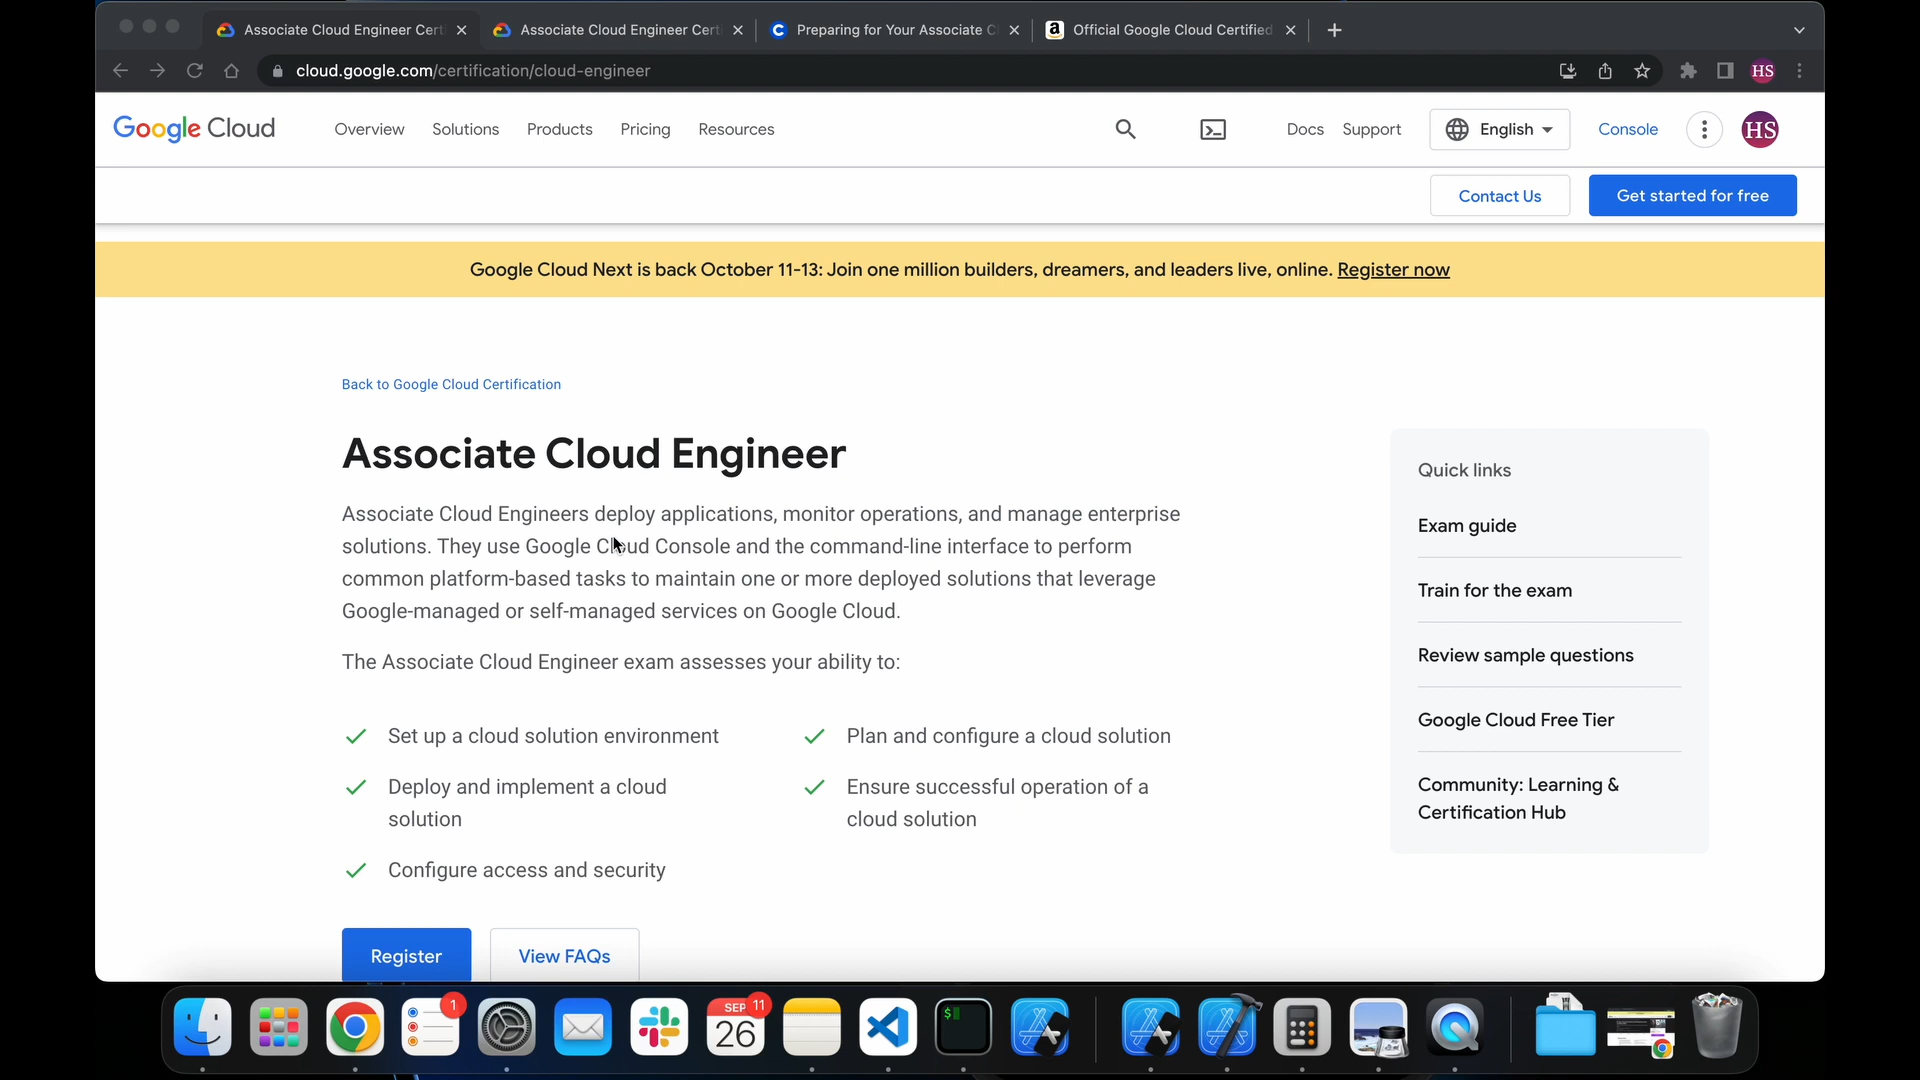 Associate Cloud Engineer Cert
Associate Cloud Engineer Cert
Preparing for Your Associate C
Official Google Cloud Certified
cloud.google.com/certification/cloud-engineer
HS
Google Cloud
Overview
Solutions
Products
Pricing
Resources
Docs
Support
English
Console
HS
Contact Us
Get started for free
Google Cloud Next is back October 11-13: Join one million builders, dreamers, and leaders live, online. Register now
Back to Google Cloud Certification
Associate Cloud Engineer
Associate Cloud Engineers deploy applications, monitor operations, and manage enterprise
solutions. They use Google Cloud Console and the command-line interface to perform
common platform-based tasks to maintain one or more deployed solutions that leverage
Google-managed or self-managed services on Google Cloud.
The Associate Cloud Engineer exam assesses your ability to:
Set up a cloud solution environment
Plan and configure a cloud solution
Deploy and implement a cloud
solution
Ensure successful operation of a
cloud solution
Configure access and security
Register
View FAQs
Quick links
Exam guide
Train for the exam
Review sample questions
Google Cloud Free Tier
Community: Learning &
Certification Hub
1
SEP
11
26
$